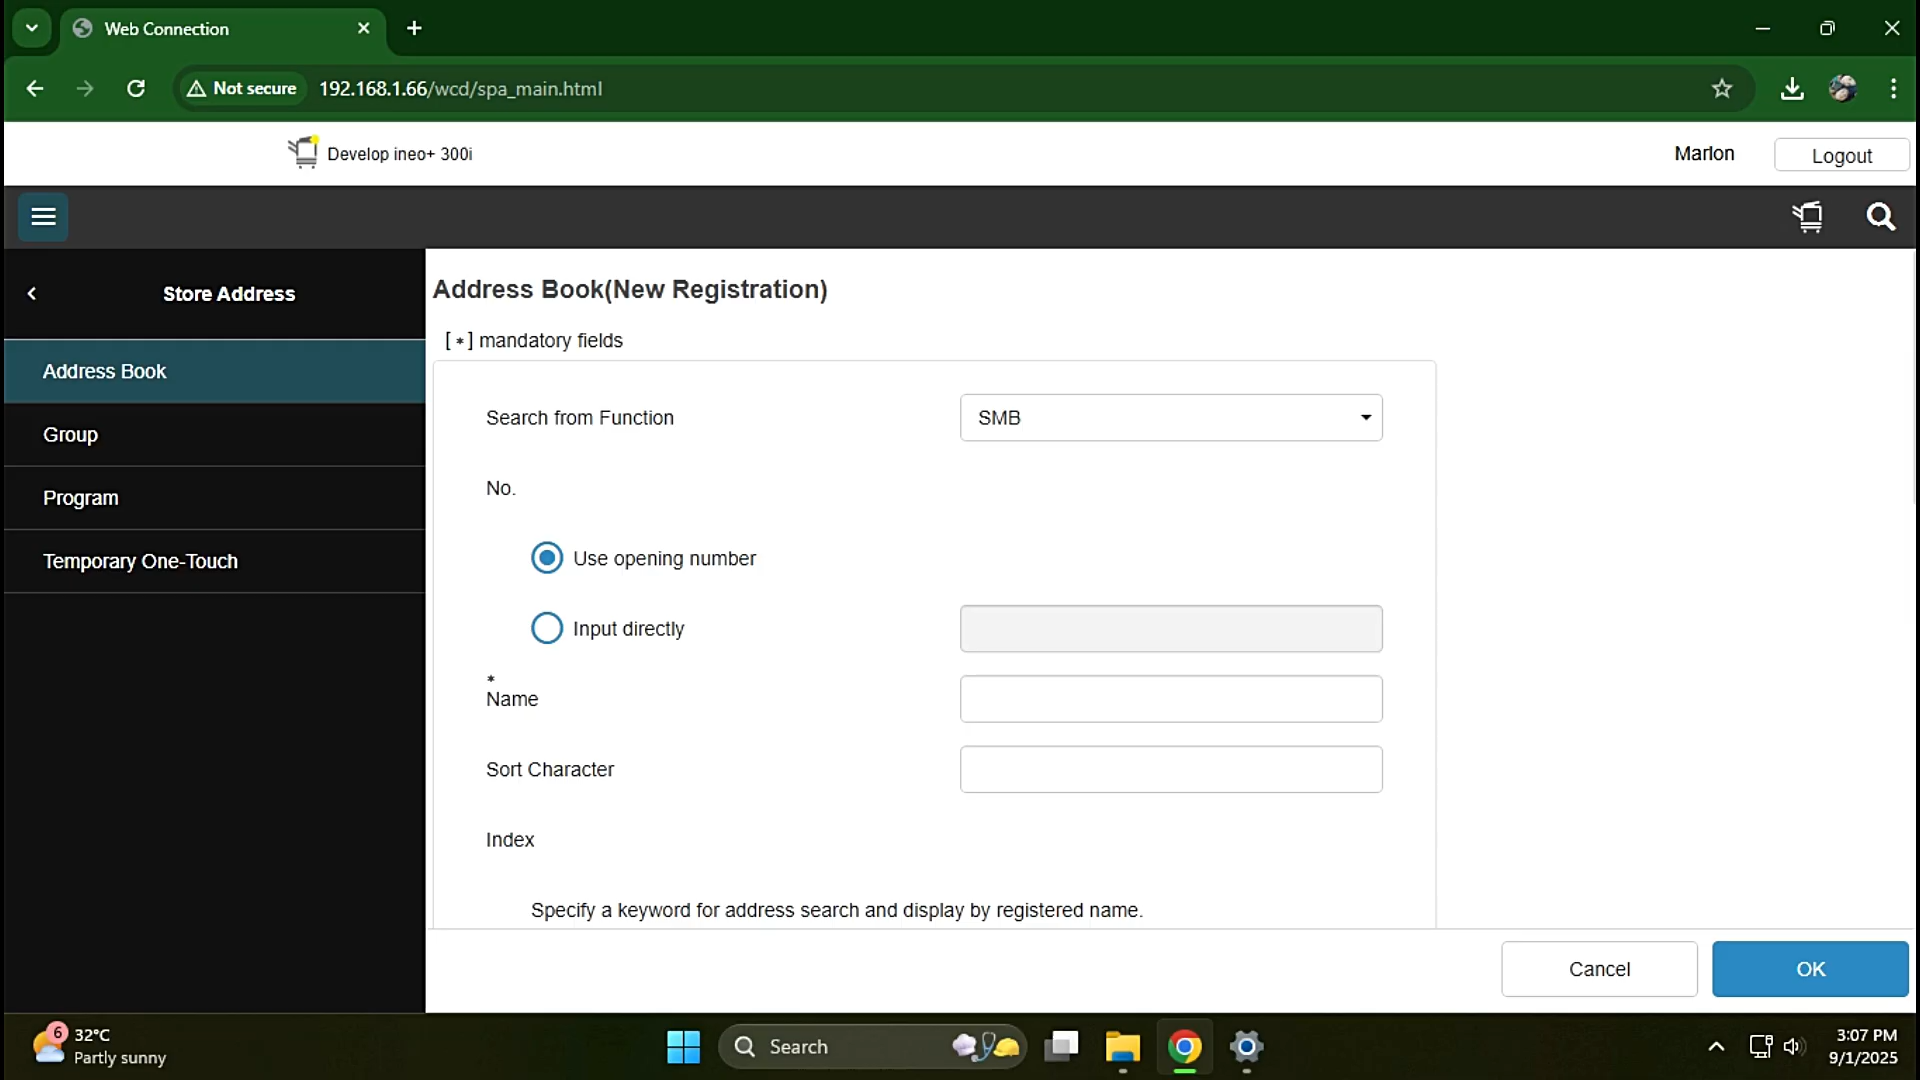 Web Connection
Not secure
192.168.1.66/wcd/spa_main.html
Develop ineo+ 300i
Marlon
Logout
Store Address
Address Book
Group
Program
Temporary One-Touch
Address Book(New Registration)
[ * ] mandatory fields
Search from Function
SMB
No.
Use opening number
Input directly
*
Name
Sort Character
Index
Specify a keyword for address search and display by registered name.
Cancel
OK
6
32°C
Partly sunny
Search
3:07 PM
9/1/2025